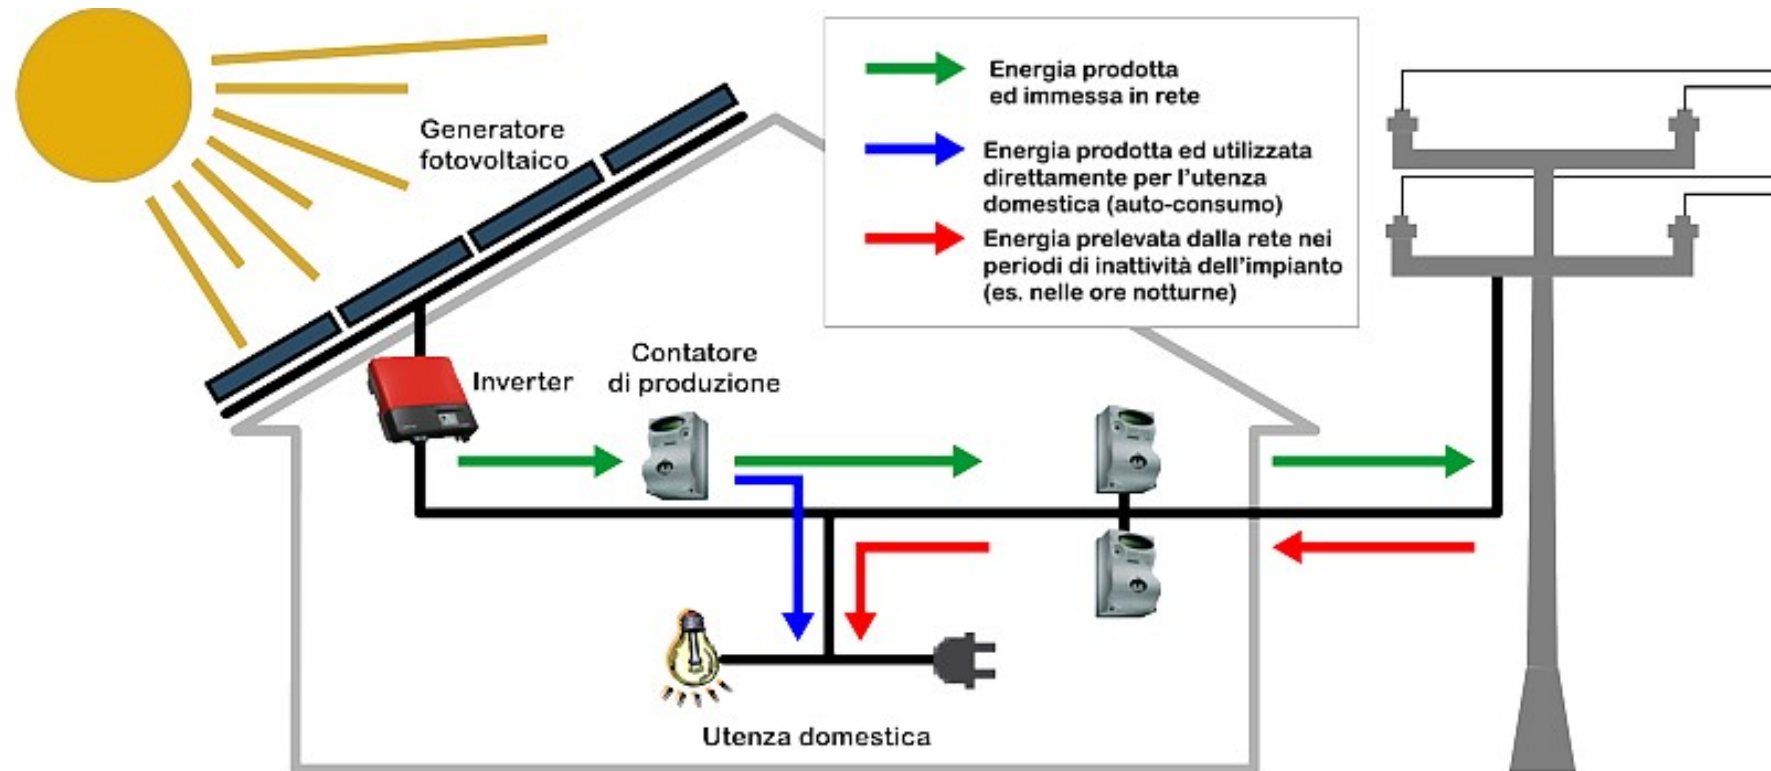 Energia prodotta
ed immessa in rete
Energia prodotta ed utilizzata
direttamente per l'utenza
domestica (auto-consumo)
Energia prelevata dalla rete nei
periodi di inattività dell'impianto
(es. nelle ore notturne)
Generatore
fotovoltaico
Inverter
Contatore
di produzione
Utenza domestica